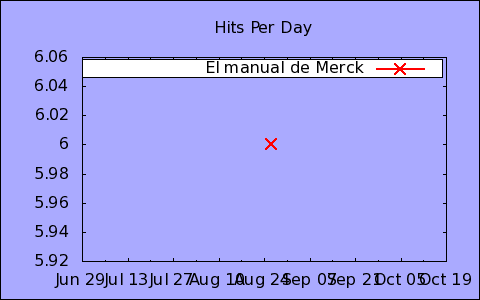 Hits Per Day
El manual de Merck
6.06
6.04
6.02
6
5.98
5.96
5.94
5.92
Jun 29 Jul 13 Jul 27 Aug 10 Aug 24 Sep 07 Sep 21 Oct 05 Oct 19